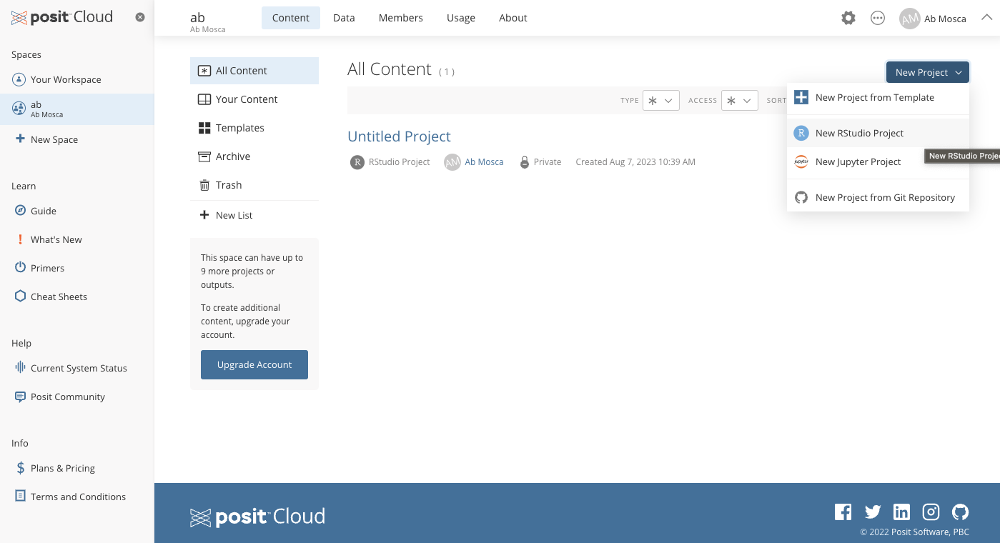 posit™ Cloud
Spaces
Your Workspace
ab
Ab Mosca
New Space
Learn
Guide
What's New
Primers
Cheat Sheets
Help
Current System Status
Posit Community
Info
Plans & Pricing
Terms and Conditions
ab
Ab Mosca
Content Data Members Usage About
AM Ab Mosca
All Content
Your Content
Templates
Archive
Trash
New List
This space can have up to
9 more projects or
outputs.
To create additional
content, upgrade your
account.
Upgrade Account
All Content ( 1 )
New Project
TYPE * ACCESS * SORT
Untitled Project
R RStudio Project AM Ab Mosca Private Created Aug 7, 2023 10:39 AM
New Project from Template
R New RStudio Project
New RStudio Proje
jupyter New Jupyter Project
New Project from Git Repository
posit™ Cloud
© 2022 Posit Software, PBC